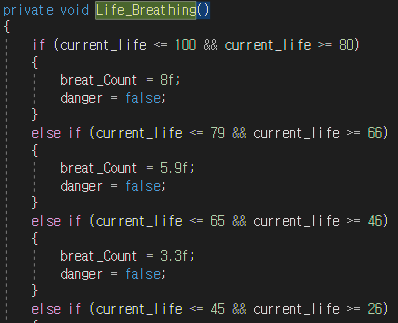 private void Life_Breathing()
{
if (current_life <= 100 && current_life >= 80)
{
breat_Count = 8f;
danger = false;
}
else if (current_life <= 79 && current_life >= 66)
{
breat_Count = 5.9f;
danger = false;
}
else if (current_life <= 65 && current_life >= 46)
{
breat_Count = 3.3f;
danger = false;
}
else if (current_life <= 45 && current_life >= 26)